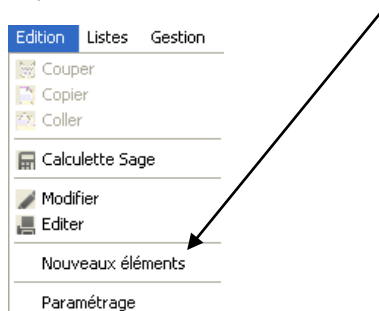 Edition Listes Gestion
Couper
Copier
Coller
Calculette Sage
Modifier
Editer
Nouveaux éléments
Paramétrage